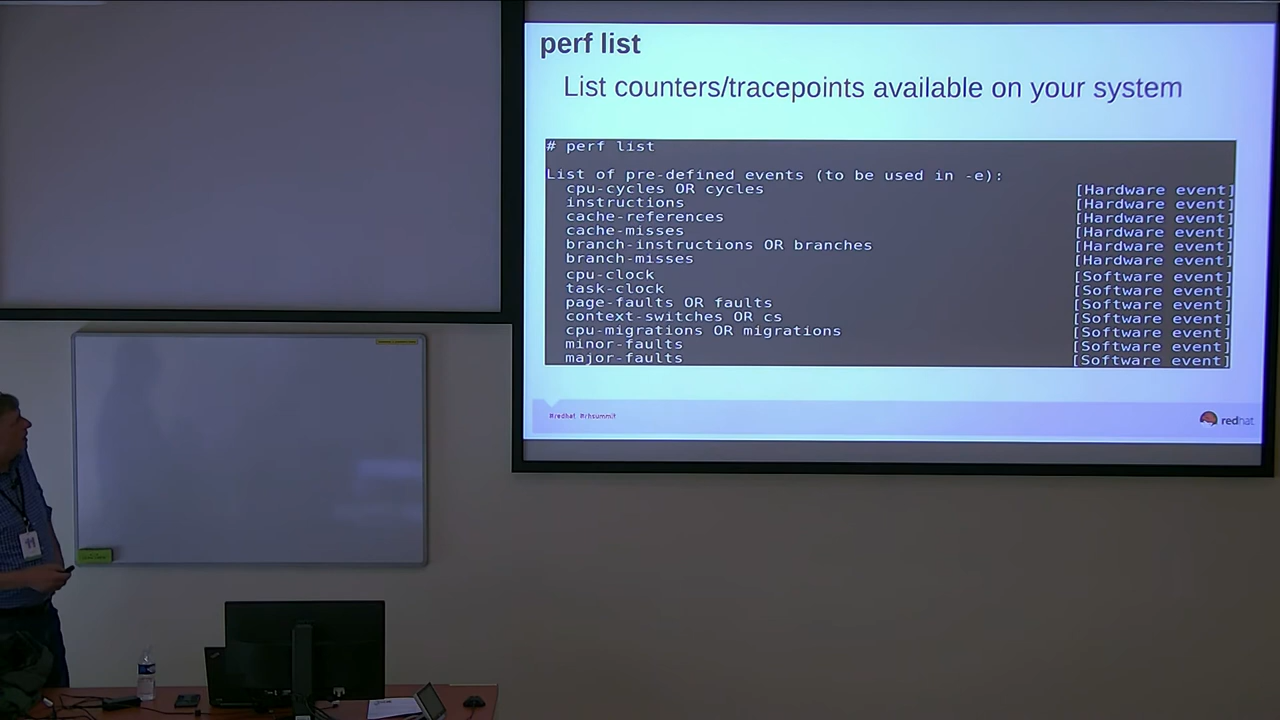 perf list
List counters/tracepoints available on your system
# perf list
List of pre-defined events (to be used in -e):
cpu-cycles OR cycles [Hardware event]
instructions [Hardware event]
cache-references [Hardware event]
cache-misses [Hardware event]
branch-instructions OR branches [Hardware event]
branch-misses [Hardware event]
cpu-clock [Software event]
task-clock [Software event]
page-faults OR faults [Software event]
context-switches OR cs [Software event]
cpu-migrations OR migrations [Software event]
minor-faults [Software event]
major-faults [Software event]
#redhat #rhsummit
redhat